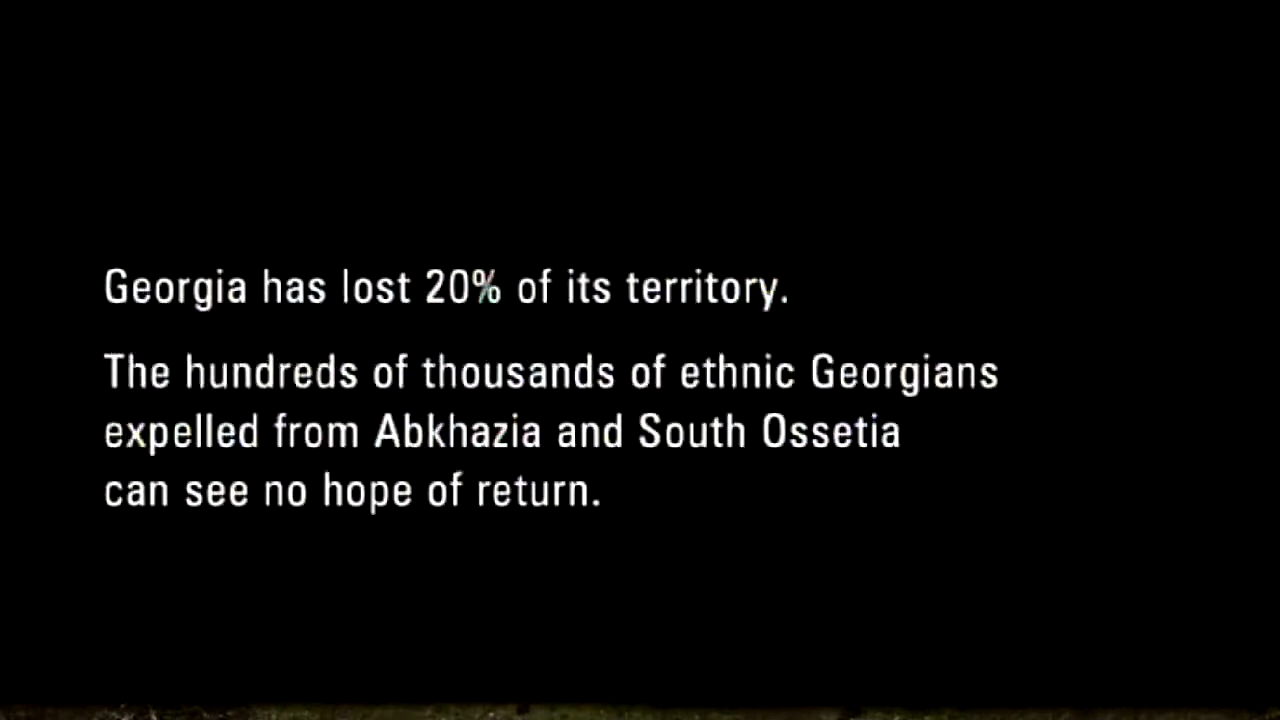 Georgia has lost 20% of its territory.
The hundreds of thousands of ethnic Georgians
expelled from Abkhazia and South Ossetia
can see no hope of return.